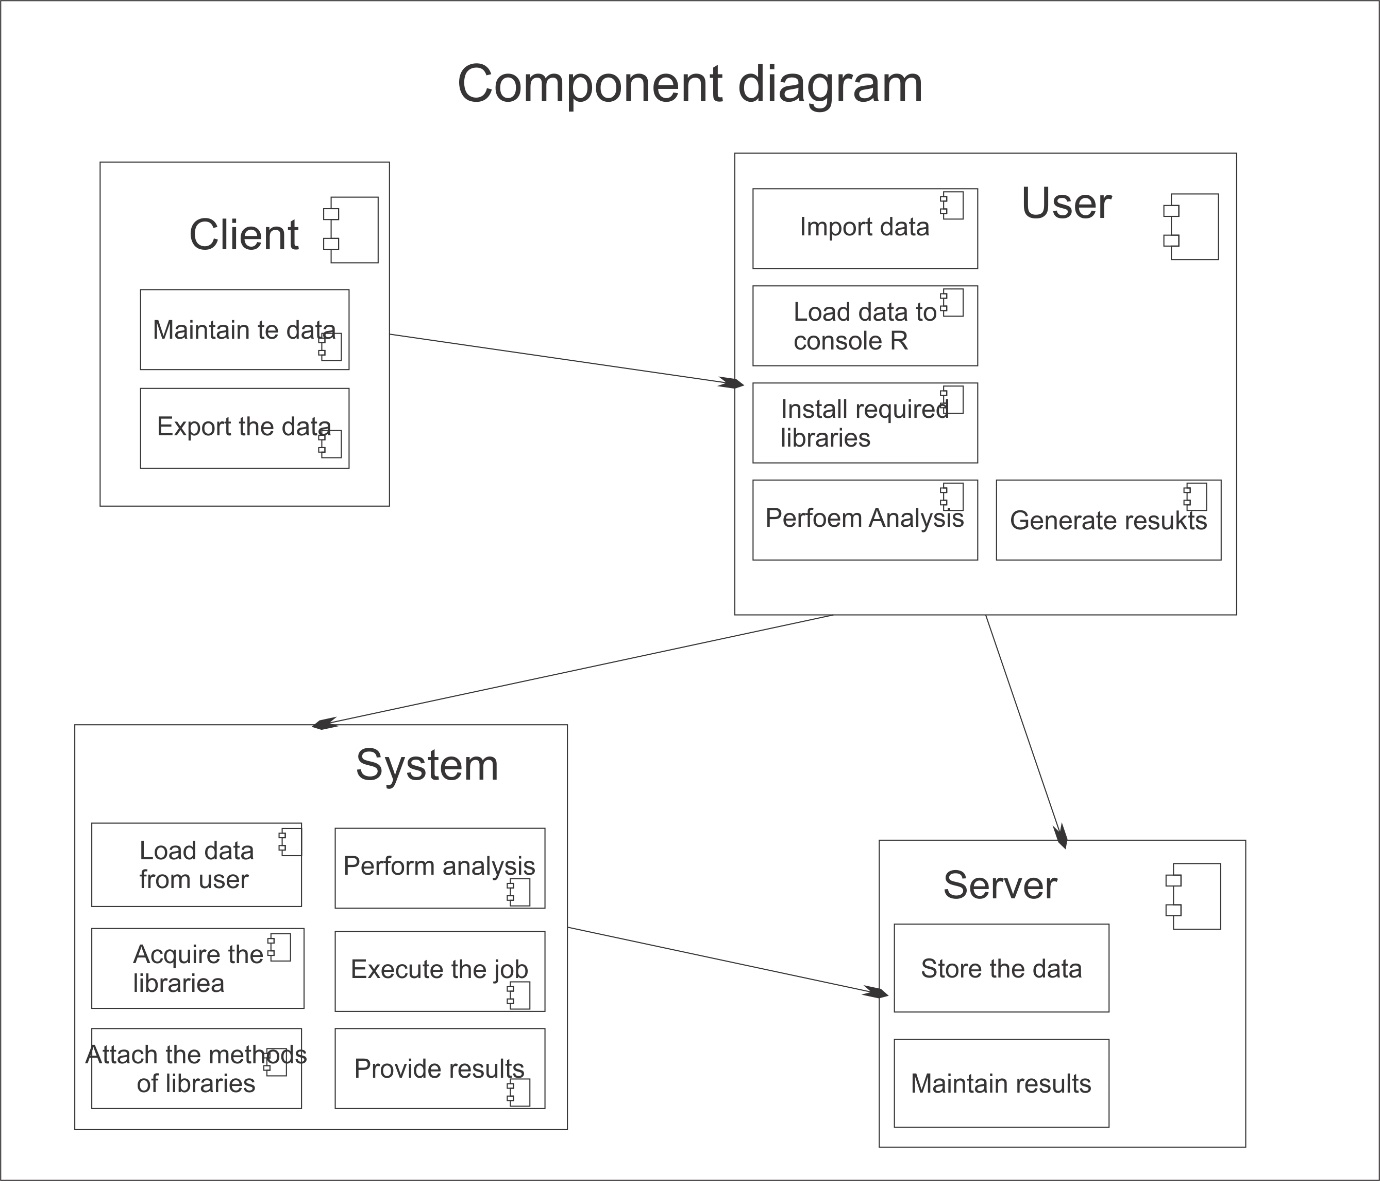 Component diagram
Client
Maintain te data
Export the data
User
Import data
Load data to
console R
Install required
libraries
Perfoem Analysis
Generate resukts
System
Load data
from user
Perform analysis
Acquire the
librariea
Execute the job
Attach the methods
of libraries
Provide results
Server
Store the data
Maintain results